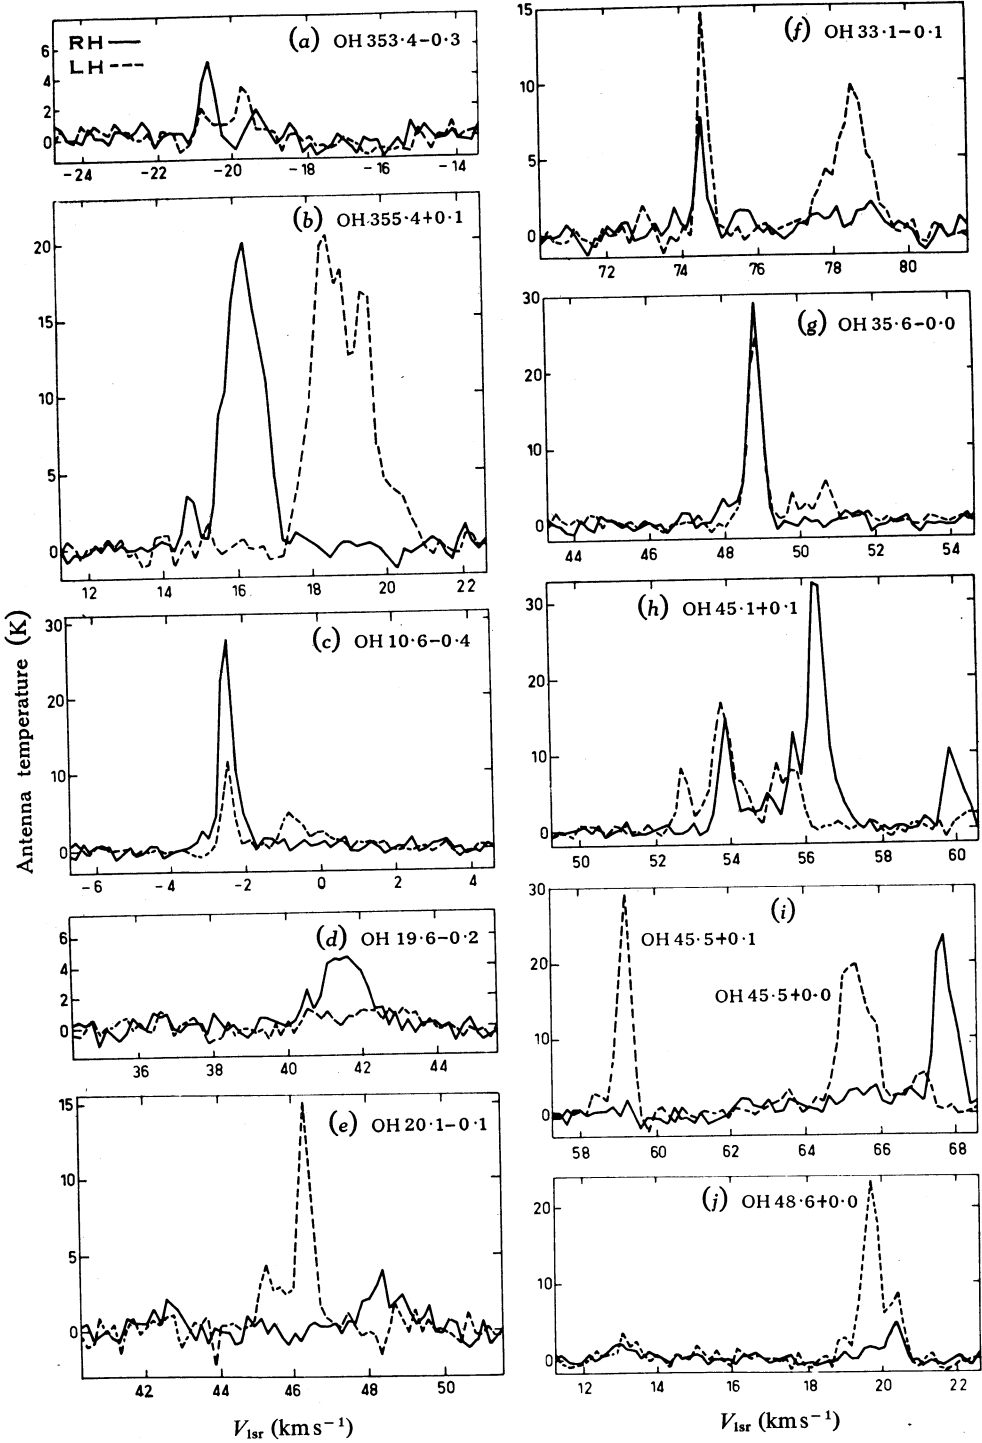 (a) OH 353·4−0·3
RH
LH
6
4
2
0
−24 −22 −20 −18 −16 −14
(b) OH 355·4+0·1
20
15
10
5
0
12 14 16 18 20 22
(c) OH 10·6−0·4
30
20
10
0
−6 −4 −2 0 2 4
(d) OH 19·6−0·2
6
4
2
0
36 38 40 42 44
(e) OH 20·1−0·1
15
10
5
0
42 44 46 48 50
Antenna temperature (K)
V lsr (km s−1)
(f) OH 33·1−0·1
15
10
5
0
72 74 76 78 80
(g) OH 35·6−0·0
30
20
10
0
44 46 48 50 52 54
(h) OH 45·1+0·1
30
20
10
0
50 52 54 56 58 60
(i)
OH 45·5+0·1
OH 45·5+0·0
30
20
10
0
58 60 62 64 66 68
(j) OH 48·6+0·0
20
10
0
12 14 16 18 20 22
V lsr (km s−1)